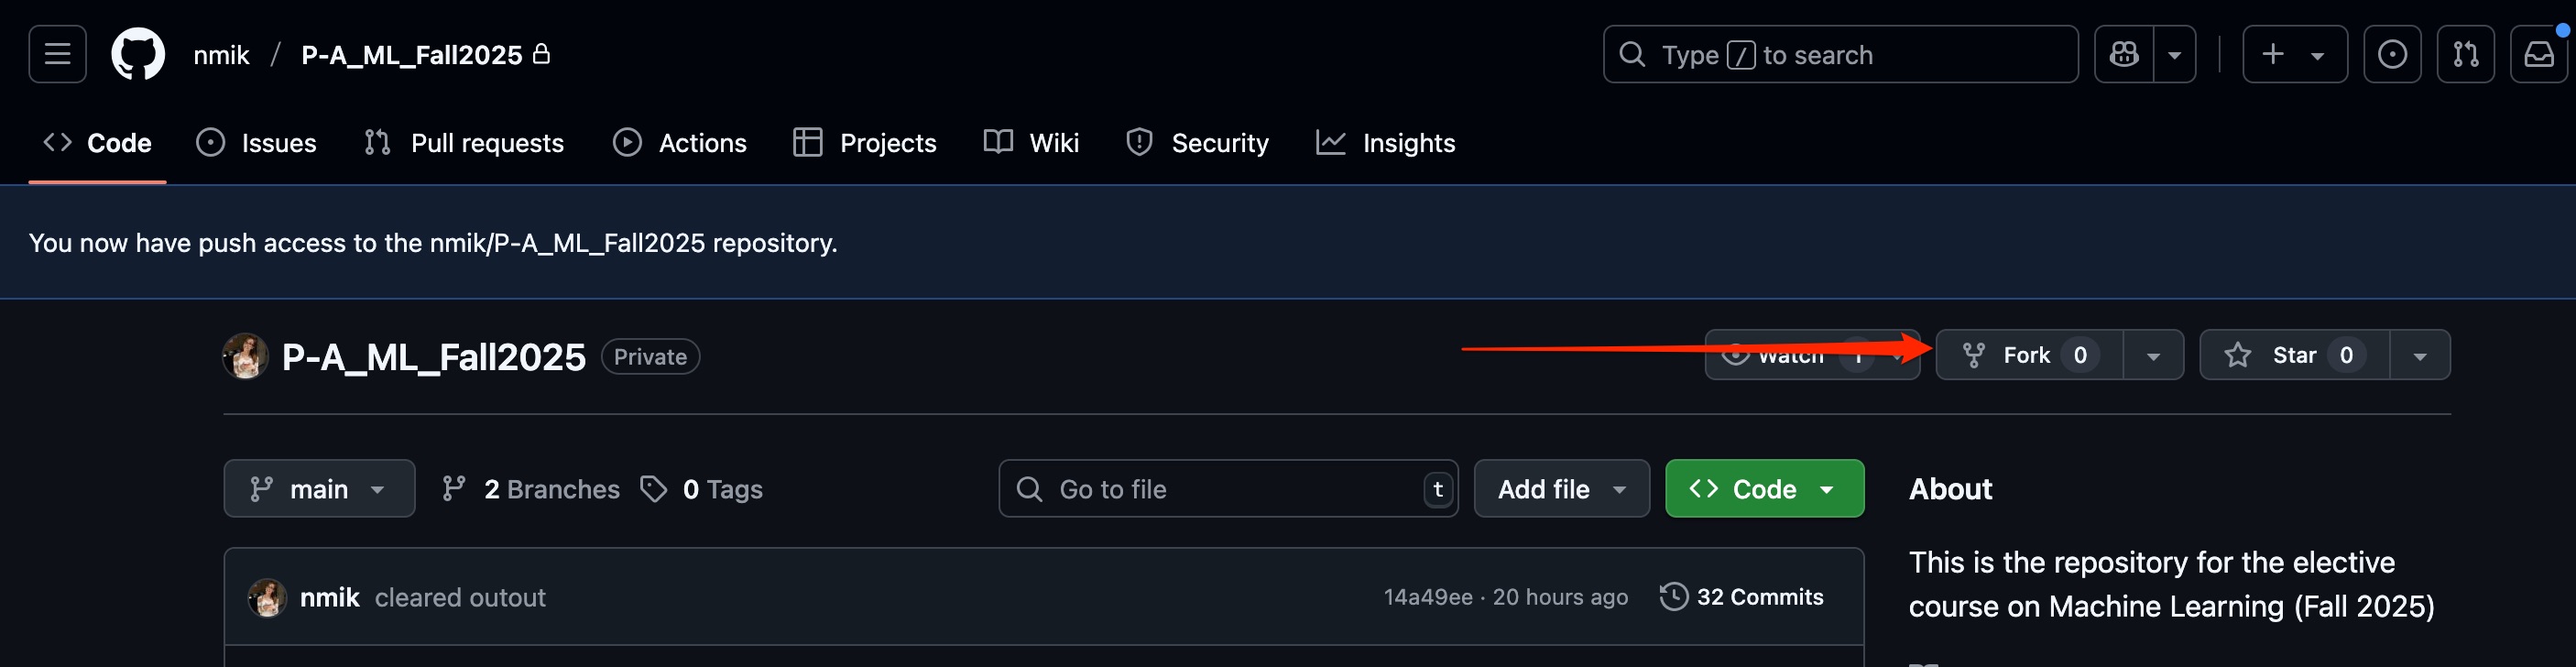 nmik / P-A_ML_Fall2025
Type / to search
Code Issues Pull requests Actions Projects Wiki Security Insights
You now have push access to the nmik/P-A_ML_Fall2025 repository.
P-A_ML_Fall2025 Private Watch 1 Fork 0 Star 0
main 2 Branches 0 Tags Go to file t Add file Code
About
nmik cleared outout 14a49ee · 20 hours ago 32 Commits
This is the repository for the elective
course on Machine Learning (Fall 2025)